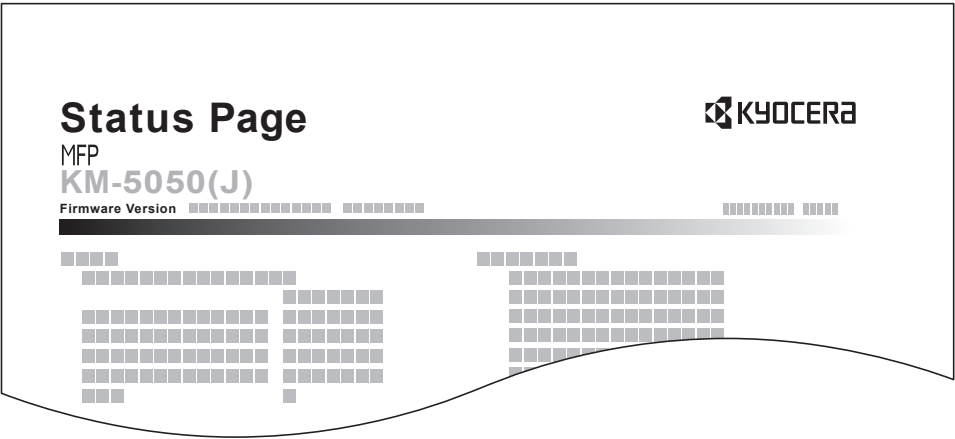 Status Page
KYOCERA
MFP
KM-5050(J)
Firmware Version